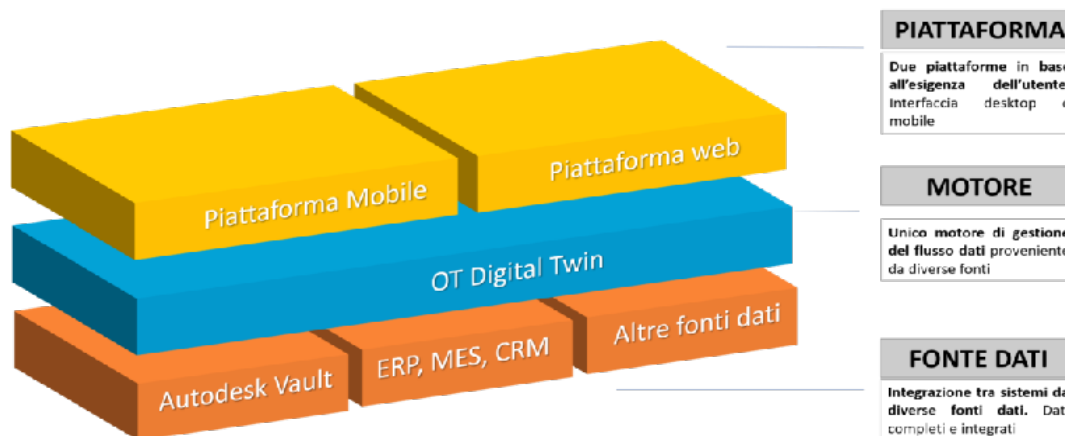 PIATTAFORMA
Due piattaforme in base
all'esigenza dell'utente
Interfaccia desktop e
mobile
Piattaforma web
Piattaforma Mobile
MOTORE
Unico motore di gestione
del flusso dati proveniente
da diverse fonti
OT Digital Twin
Altre fonti dati
ERP, MES, CRM
Autodesk Vault
FONTE DATI
Integrazione tra sistemi da
diverse fonti dati. Dati
completi e integrati